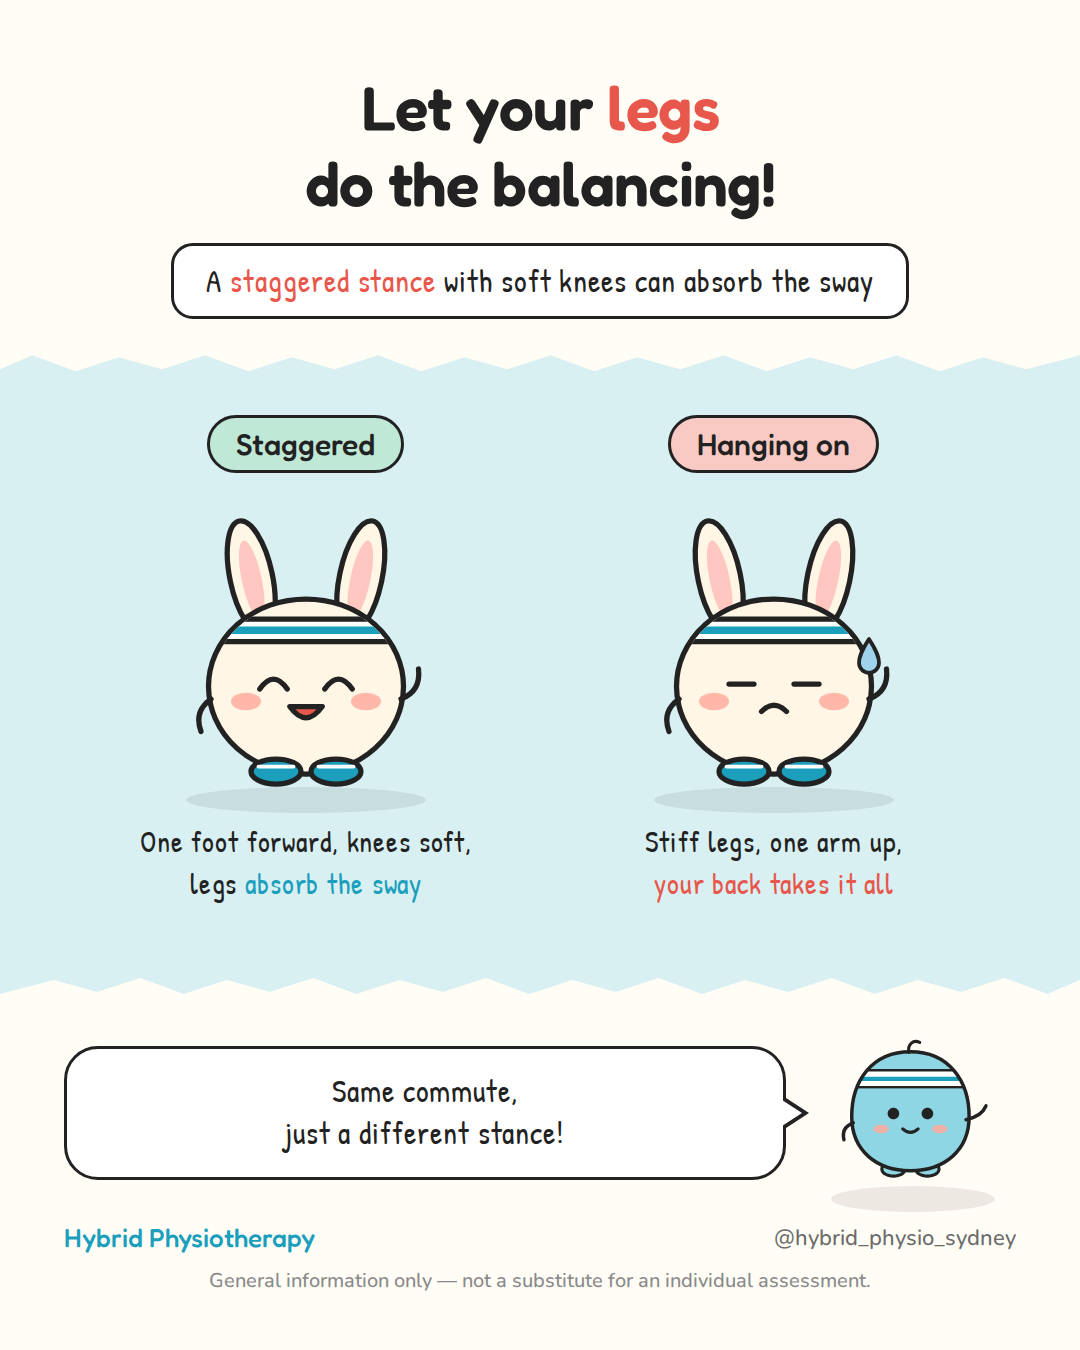 Let your legs
do the balancing!
A staggered stance with soft knees can absorb the sway
Staggered
Hanging on
One foot forward, knees soft,
legs absorb the sway
Stiff legs, one arm up,
your back takes it all
Same commute,
just a different stance!
Hybrid Physiotherapy
@hybrid_physio_sydney
General information only — not a substitute for an individual assessment.